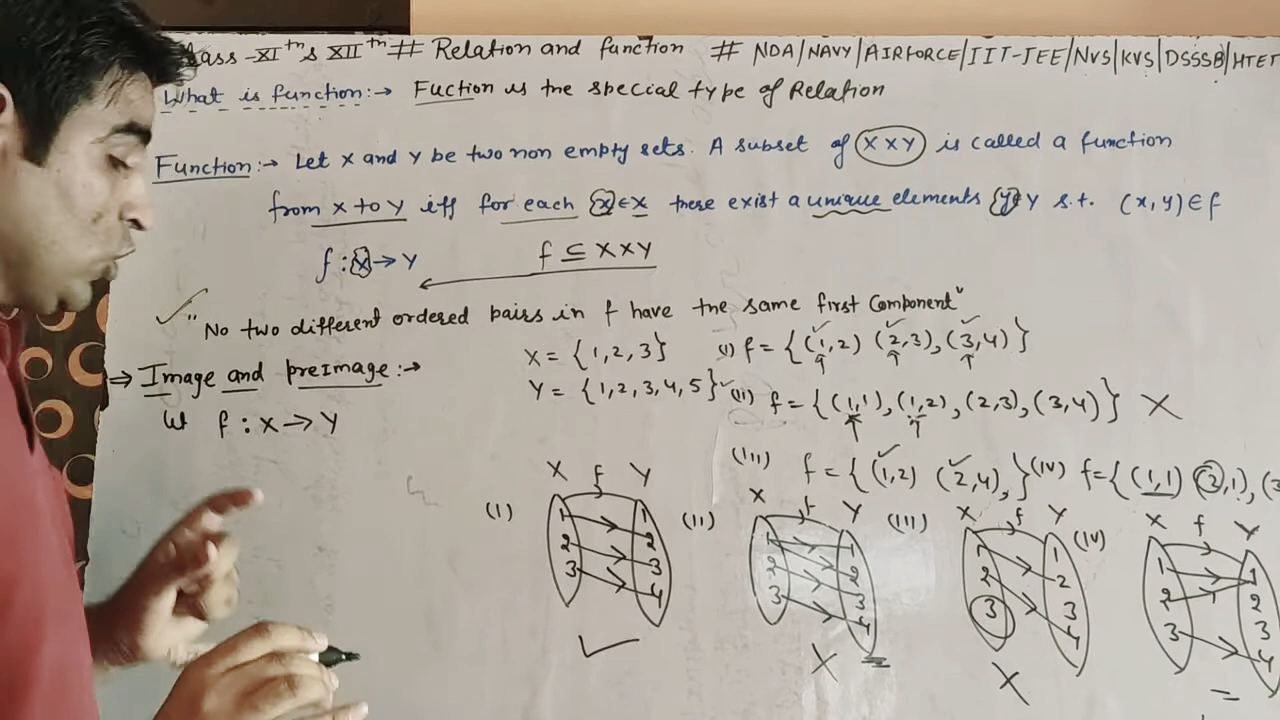 ass-XIth s XIIth # Relation and function # NDA/NAVY/AIRFORCE/IIT-JEE/NVS/KVS/DSSSB/HTET
What is function:→ Fuction is the special type of Relation
Function:→ Let X and Y be two non empty sets. A subset of X×Y is called a function
from X to Y iff for each x∈X there exist a unique elements y∈Y s.t. (x,y)∈f
f:X→Y f⊆X×Y
"No two different ordered pairs in f have the same first Component"
X={1,2,3} (i) f={(1,2) (2,3),(3,4)}
⇒ Image and preImage:→
Y={1,2,3,4,5} (ii) f={(1,1),(1,2),(2,3),(3,4)} X
let f:X→Y
(iii) f={(1,2) (2,4),} (iv) f={(1,1) (2,1),(3
(i) X f Y
1 1
2 2
3 3
4
(ii) X f Y
1 1
2 2
3 3
4
X
(iii) X f Y
1 1
2 2
3 3
4
X
(iv) X f Y
1 1
2 2
3 3
4